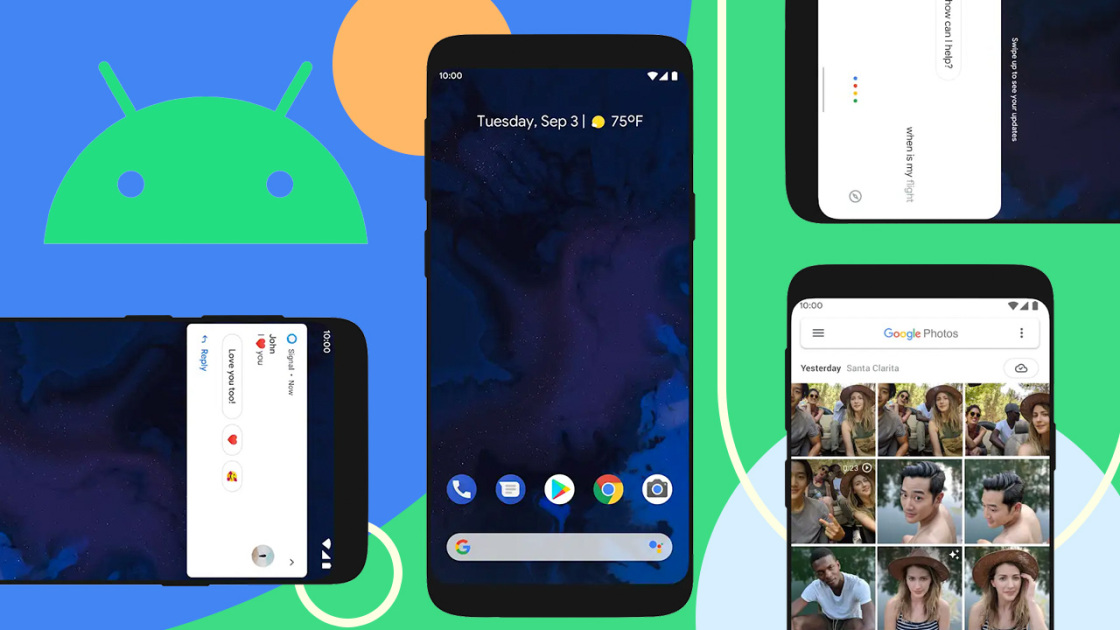 10:00
Tuesday, Sep 3 | 75°F
how can I help?
when is my flight
Swipe up to see your updates
10:00
Signal • Now
John
I ❤️ you
Love you too!
❤️
🥰
Reply
10:00
Google Photos
Yesterday Santa Clarita
0:23